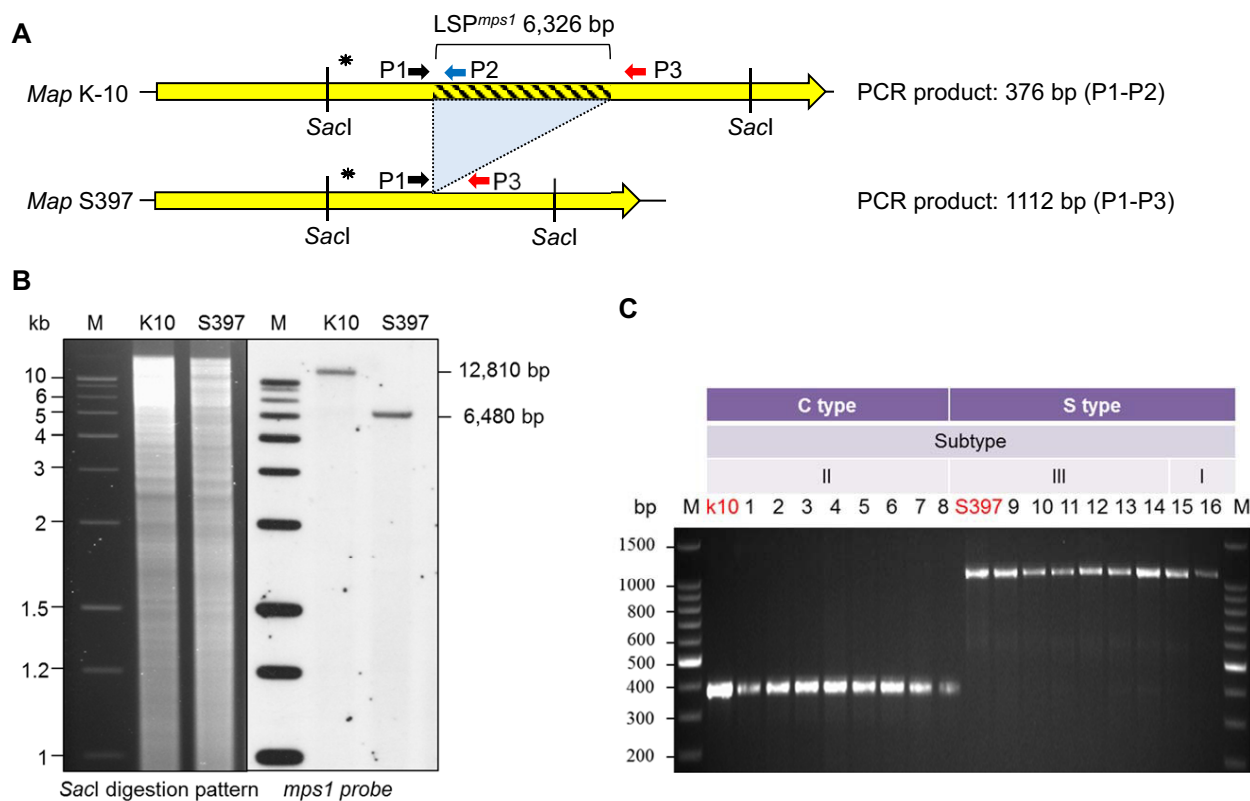 A
LSPmps1 6,326 bp
* P1 P2 P3
Map K-10 PCR product: 376 bp (P1-P2)
SacI SacI
* P1 P3
Map S397 PCR product: 1112 bp (P1-P3)
SacI SacI
B
kb M K10 S397 M K10 S397
12,810 bp
10
6
5 6,480 bp
4
3
2
1.5
1.2
1
SacI digestion pattern mps1 probe
C
C type S type
Subtype
II III I
bp M k10 1 2 3 4 5 6 7 8 S397 9 10 11 12 13 14 15 16 M
1500
1000
800
600
500
400
300
200